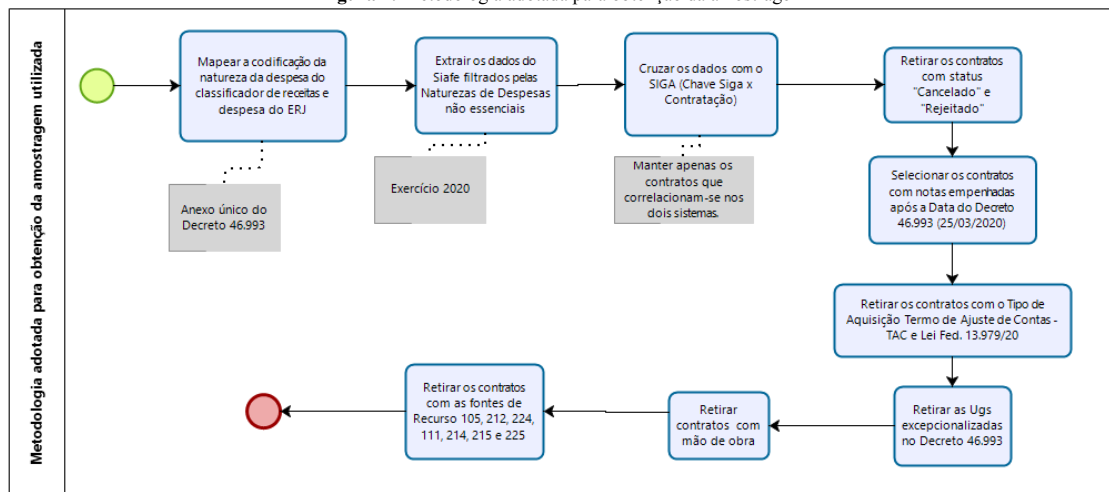 Metodologia adotada para obtenção da amostragem utilizada
Mapear a codificação da
natureza da despesa do
classificador de receitas e
despesa do ERJ
Anexo único do
Decreto 46.993
Extrair os dados do
Siafe filtrados pelas
Naturezas de Despesas
não essenciais
Exercício 2020
Cruzar os dados com o
SIGA (Chave Siga x
Contratação)
Manter apenas os
contratos que
correlacionam-se nos
dois sistemas.
Retirar os contratos
com status
"Cancelado" e
"Rejeitado"
Selecionar os contratos
com notas empenhadas
após a Data do Decreto
46.993 (25/03/2020)
Retirar os contratos com o Tipo de
Aquisição Termo de Ajuste de Contas -
TAC e Lei Fed. 13.979/20
Retirar as Ugs
excepcionalizadas
no Decreto 46.993
Retirar
contratos com
mão de obra
Retirar os contratos
com as fontes de
Recurso 105, 212, 224,
111, 214, 215 e 225